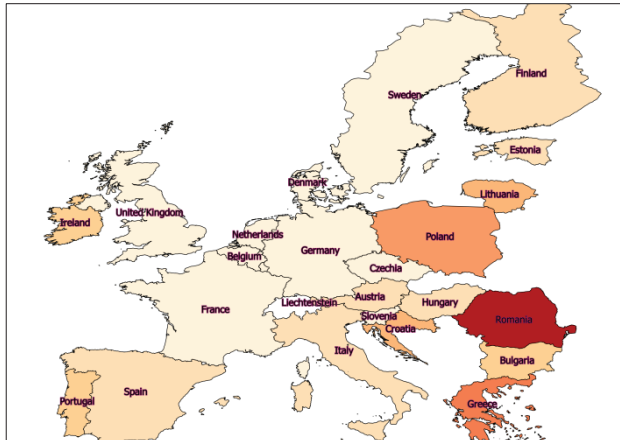 Finland
Sweden
Estonia
Denmark
Lithuania
Ireland
United Kingdom
Netherlands
Poland
Belgium
Germany
Czechia
France
Liechtenstein
Austria
Hungary
Slovenia
Romania
Croatia
Italy
Bulgaria
Spain
Portugal
Greece